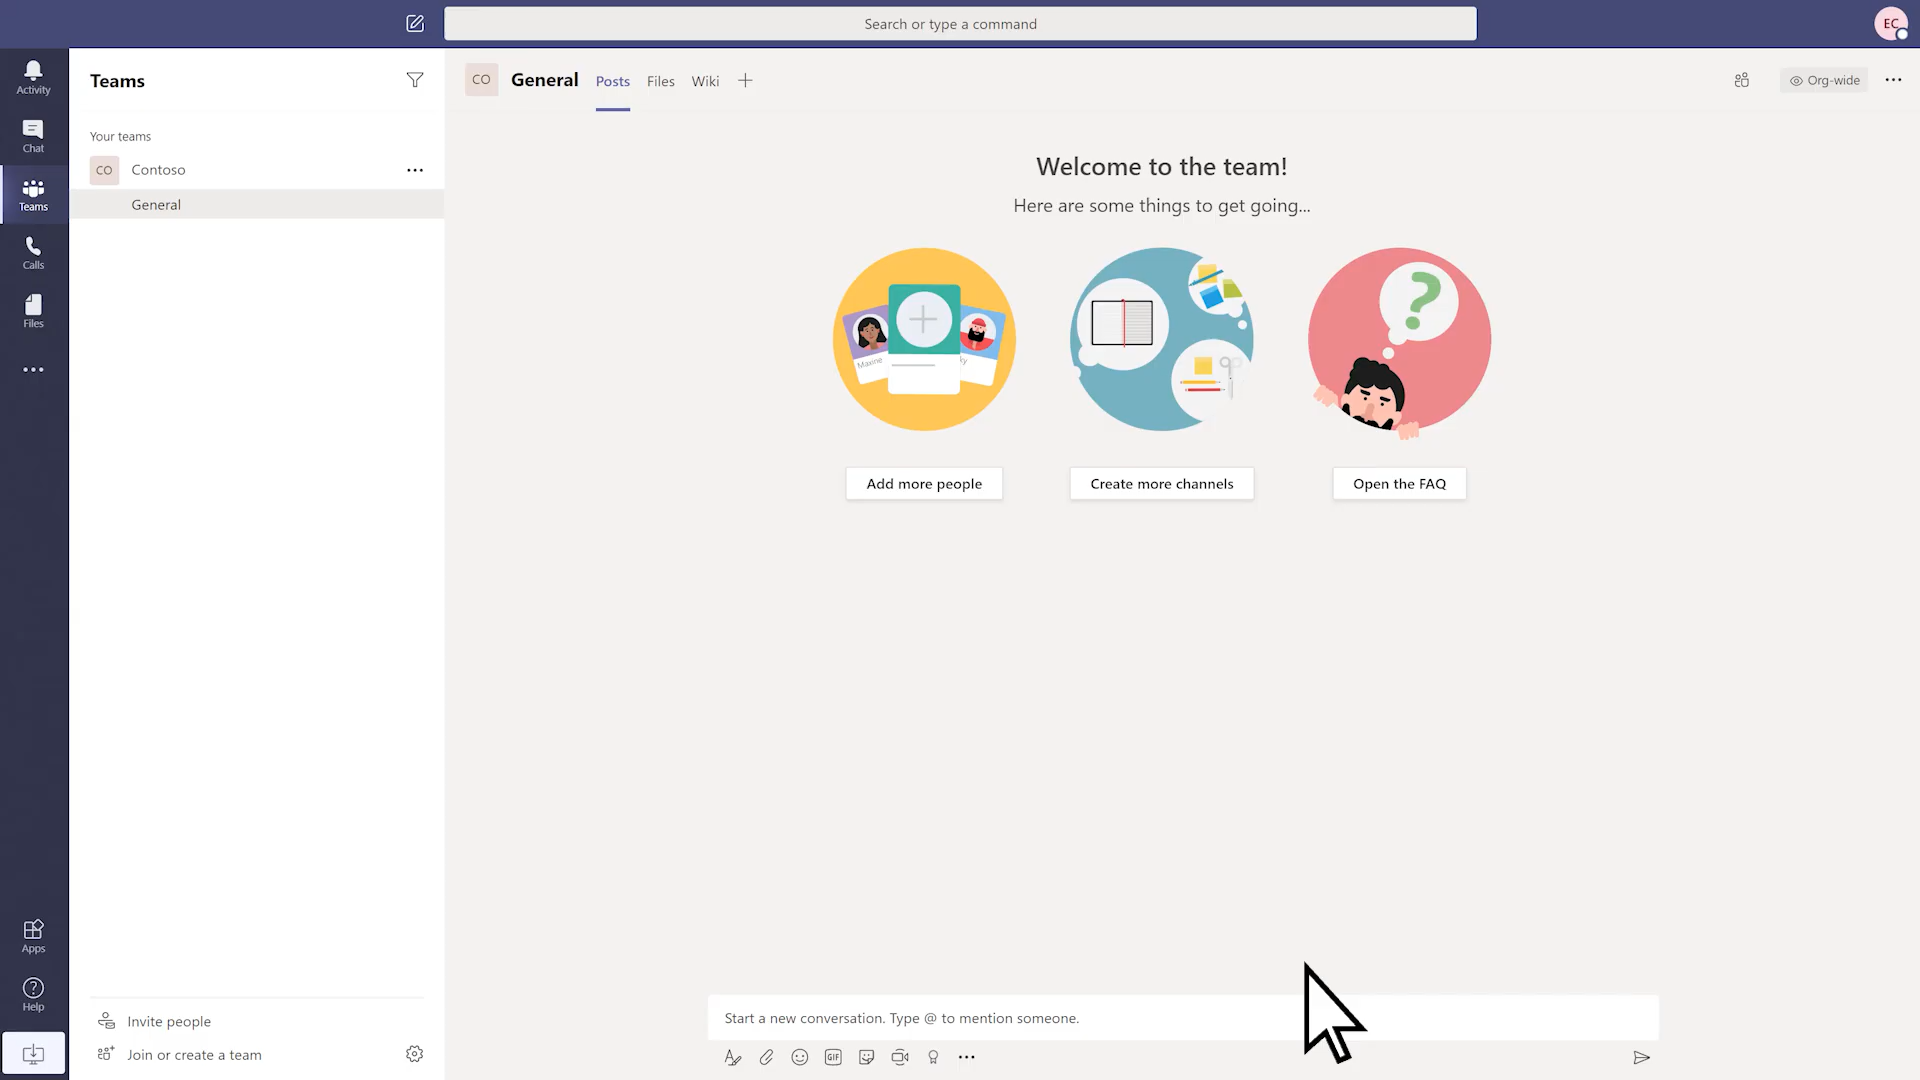 Search or type a command
EC
Activity
Chat
Teams
Calls
Files
Apps
Help
Teams
Your teams
CO Contoso
General
Invite people
Join or create a team
CO General Posts Files Wiki
Org-wide
Welcome to the team!
Here are some things to get going...
Maxine
ky
Add more people
Create more channels
Open the FAQ
Start a new conversation. Type @ to mention someone.
GIF